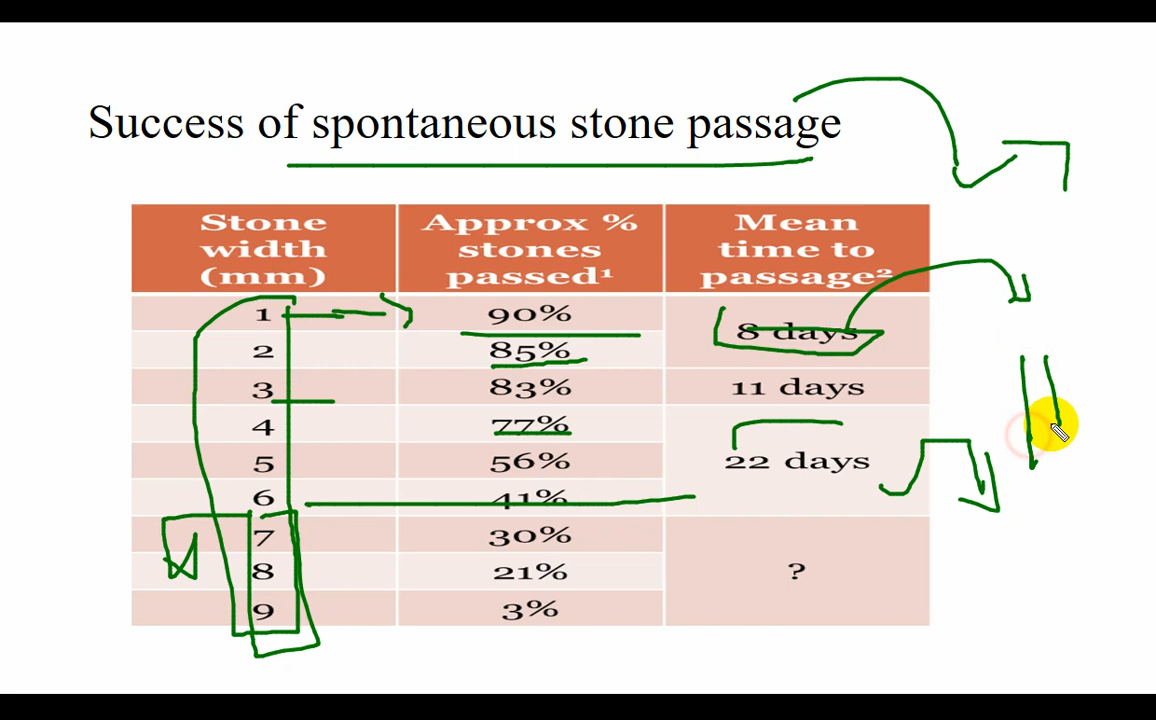 Success of spontaneous stone passage
Stone width (mm) Approx % stones passed¹ Mean time to passage²
1 90% 8 days
2 85%
3 83% 11 days
4 77% 22 days
5 56%
6 41%
7 30% ?
8 21%
9 3%